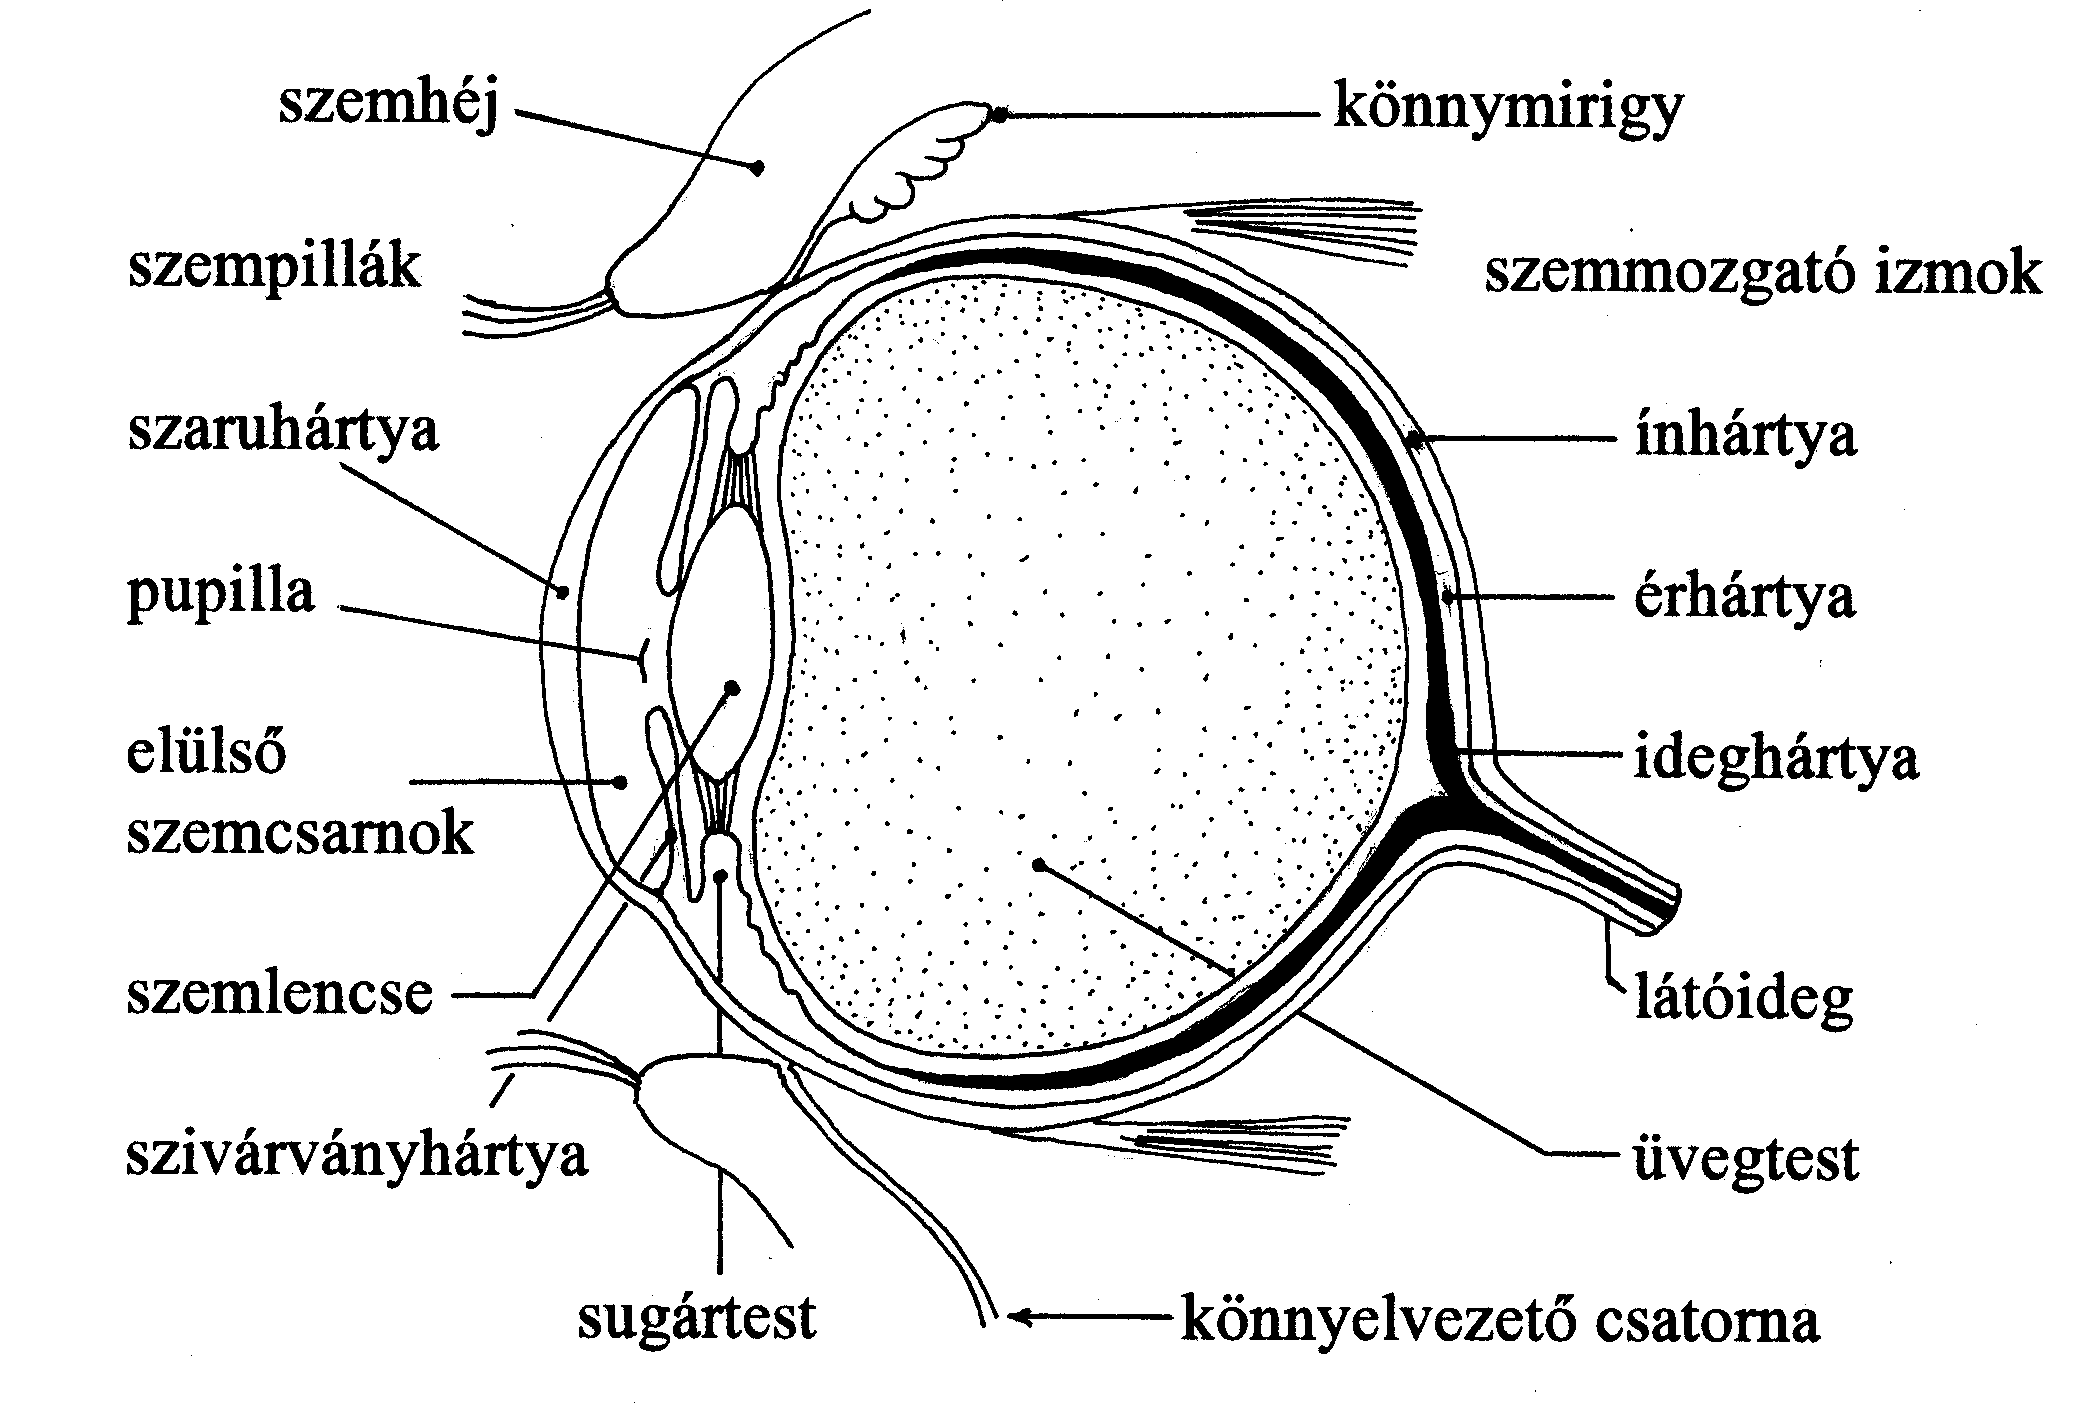 szemhéj
könnymirigy
szempillák
szemmozgató izmok
szaruhártya
ínhártya
pupilla
érhártya
elülső
szemcsarnok
ideghártya
szemlencse
látóideg
szivárványhártya
üvegtest
sugártest
könnyelvezető csatorna